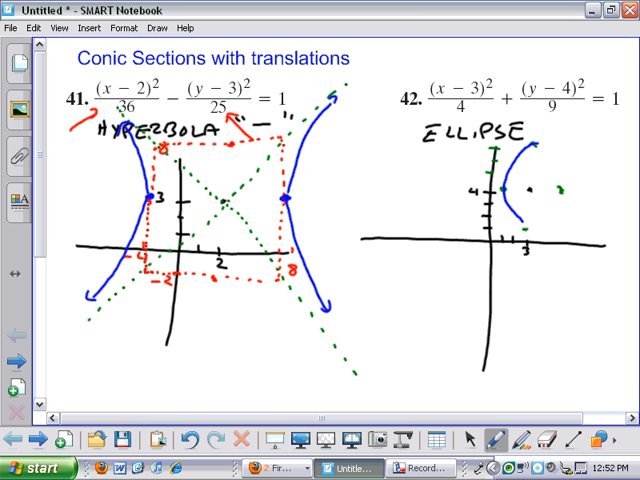 Untitled * - SMART Notebook
File Edit View Insert Format Draw Help
Conic Sections with translations
41. (x − 2)²/36 − (y − 3)²/25 = 1
HYPERBOLA "−"
8
3
-4
2
8
-2
42. (x − 3)²/4 + (y − 4)²/9 = 1
ELLIPSE
4
3
start
2 Fir...
Untitle...
Record...
12:52 PM